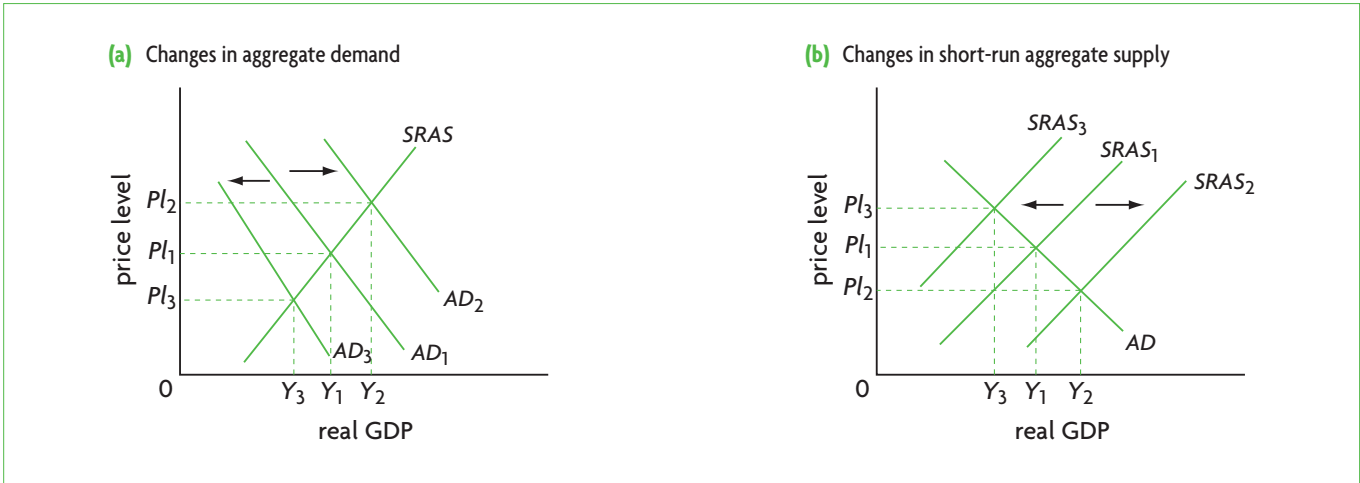 (a) Changes in aggregate demand
price level
Pl2
Pl1
Pl3
SRAS
AD2
AD3
AD1
0
Y3 Y1 Y2
real GDP
(b) Changes in short-run aggregate supply
price level
Pl3
Pl1
Pl2
SRAS3
SRAS1
SRAS2
AD
0
Y3 Y1 Y2
real GDP